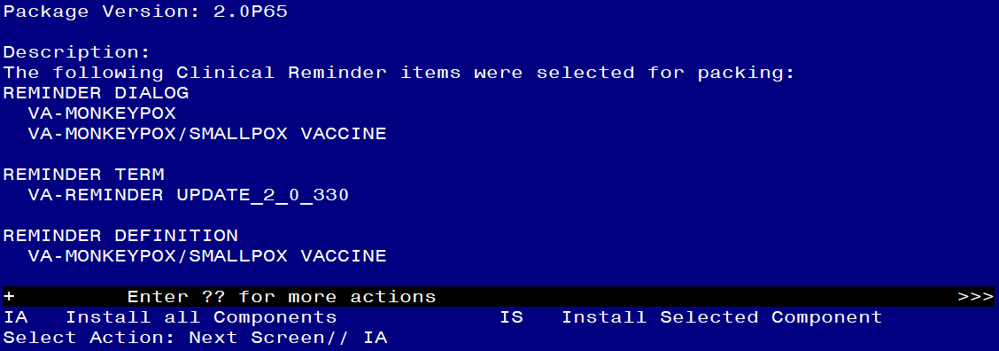 Package Version: 2.0P65
Description:
The following Clinical Reminder items were selected for packing:
REMINDER DIALOG
VA-MONKEYPOX
VA-MONKEYPOX/SMALLPOX VACCINE
REMINDER TERM
VA-REMINDER UPDATE_2_0_330
REMINDER DEFINITION
VA-MONKEYPOX/SMALLPOX VACCINE
+ Enter ?? for more actions >>>
IA Install all Components IS Install Selected Component
Select Action: Next Screen// IA